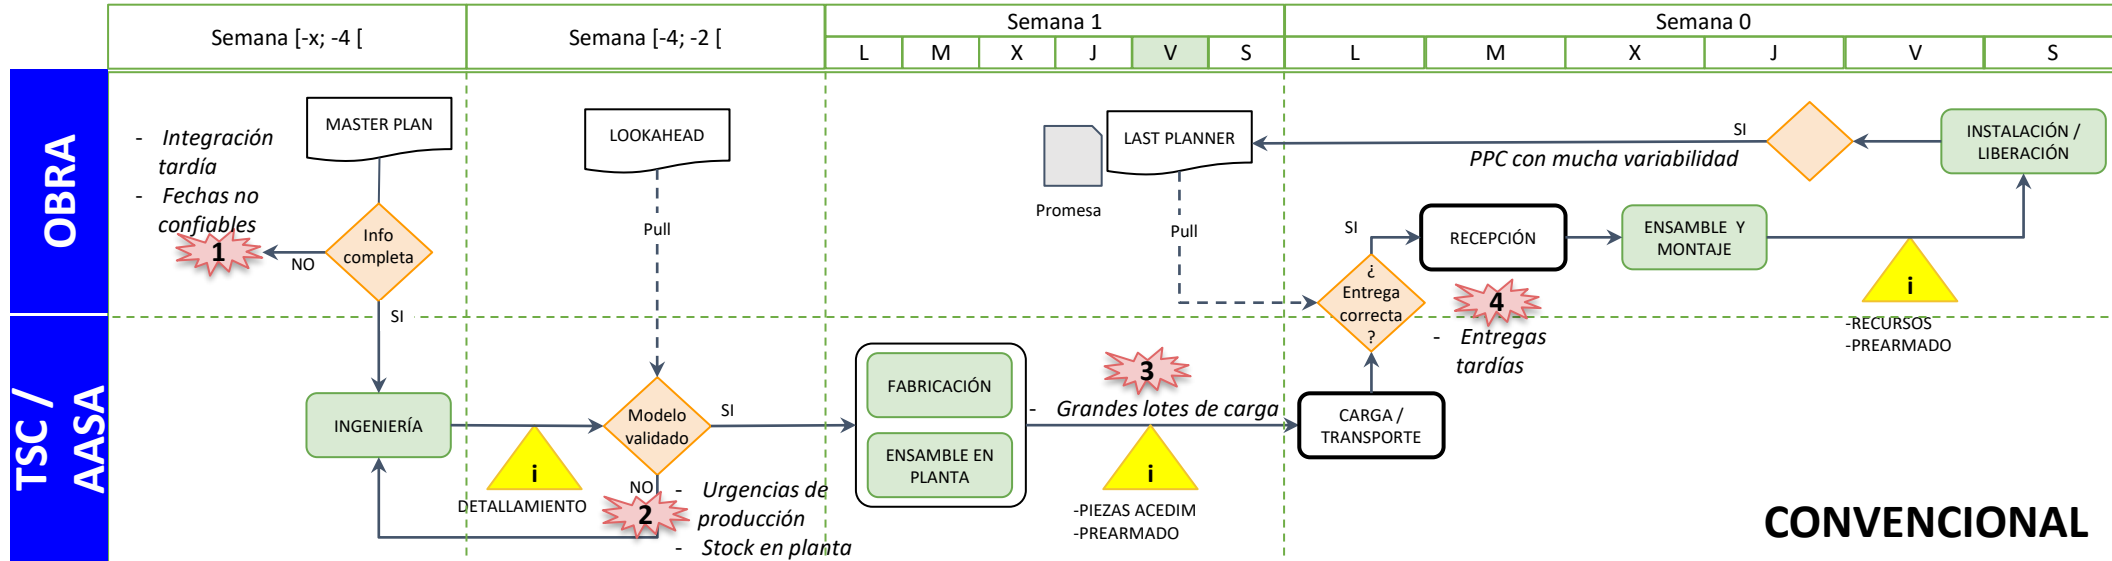 Semana [-x; -4 [
Semana [-4; -2 [
Semana 1
Semana 0
L M X J V S
L M X J V S
OBRA
- Integración
tardía
- Fechas no
confiables
1
MASTER PLAN
Info
completa
NO
SI
LOOKAHEAD
Pull
Promesa
LAST PLANNER
Pull
SI
PPC con mucha variabilidad
INSTALACIÓN /
LIBERACIÓN
SI
RECEPCIÓN
ENSAMBLE Y
MONTAJE
¿
Entrega
correcta
?
4
- Entregas
tardías
i
-RECURSOS
-PREARMADO
TSC /
AASA
INGENIERÍA
i
DETALLAMIENTO
Modelo
validado
SI
NO
2
- Urgencias de
producción
- Stock en planta
FABRICACIÓN
ENSAMBLE EN
PLANTA
3
- Grandes lotes de carga
i
-PIEZAS ACEDIM
-PREARMADO
CARGA /
TRANSPORTE
CONVENCIONAL